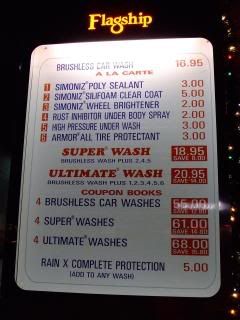 Flagship
BRUSHLESS CAR WASH 16.95
A LA CARTE
1 SIMONIZ® POLY SEALANT 3.00
2 SIMONIZ® SILIFOAM CLEAR COAT 5.00
3 SIMONIZ® WHEEL BRIGHTENER 2.00
4 RUST INHIBITOR UNDER BODY SPRAY 2.00
5 HIGH PRESSURE UNDER WASH 3.00
6 ARMOR® ALL TIRE PROTECTANT 3.00
SUPER® WASH 18.95
BRUSHLESS WASH PLUS 2,4,5 SAVE 8.00
ULTIMATE® WASH 20.95
BRUSHLESS WASH PLUS 1,2,3,4,5,6 SAVE 14.00
COUPON BOOKS
4 BRUSHLESS CAR WASHES 55.00
4 SUPER® WASHES 61.00
SAVE 14.80
4 ULTIMATE® WASHES 68.00
SAVE 15.80
RAIN X COMPLETE PROTECTION 5.00
(ADD TO ANY WASH)